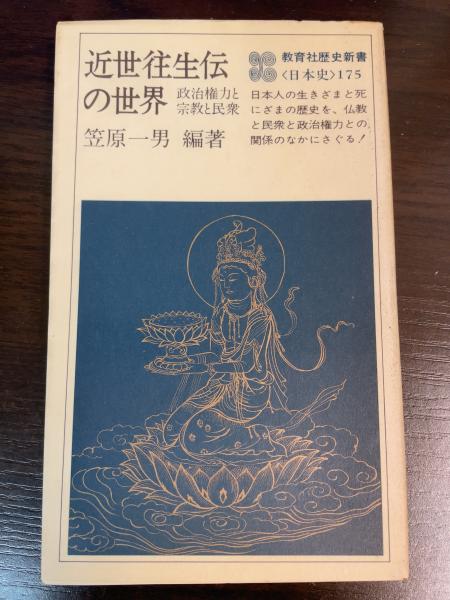 近世往生伝
の世界
政治権力と
宗教と民衆
笠原一男 編著
教育社歴史新書
〈日本史〉175
日本人の生きざまと死
にざまの歴史を、仏教
と民衆と政治権力との
関係のなかにさぐる!